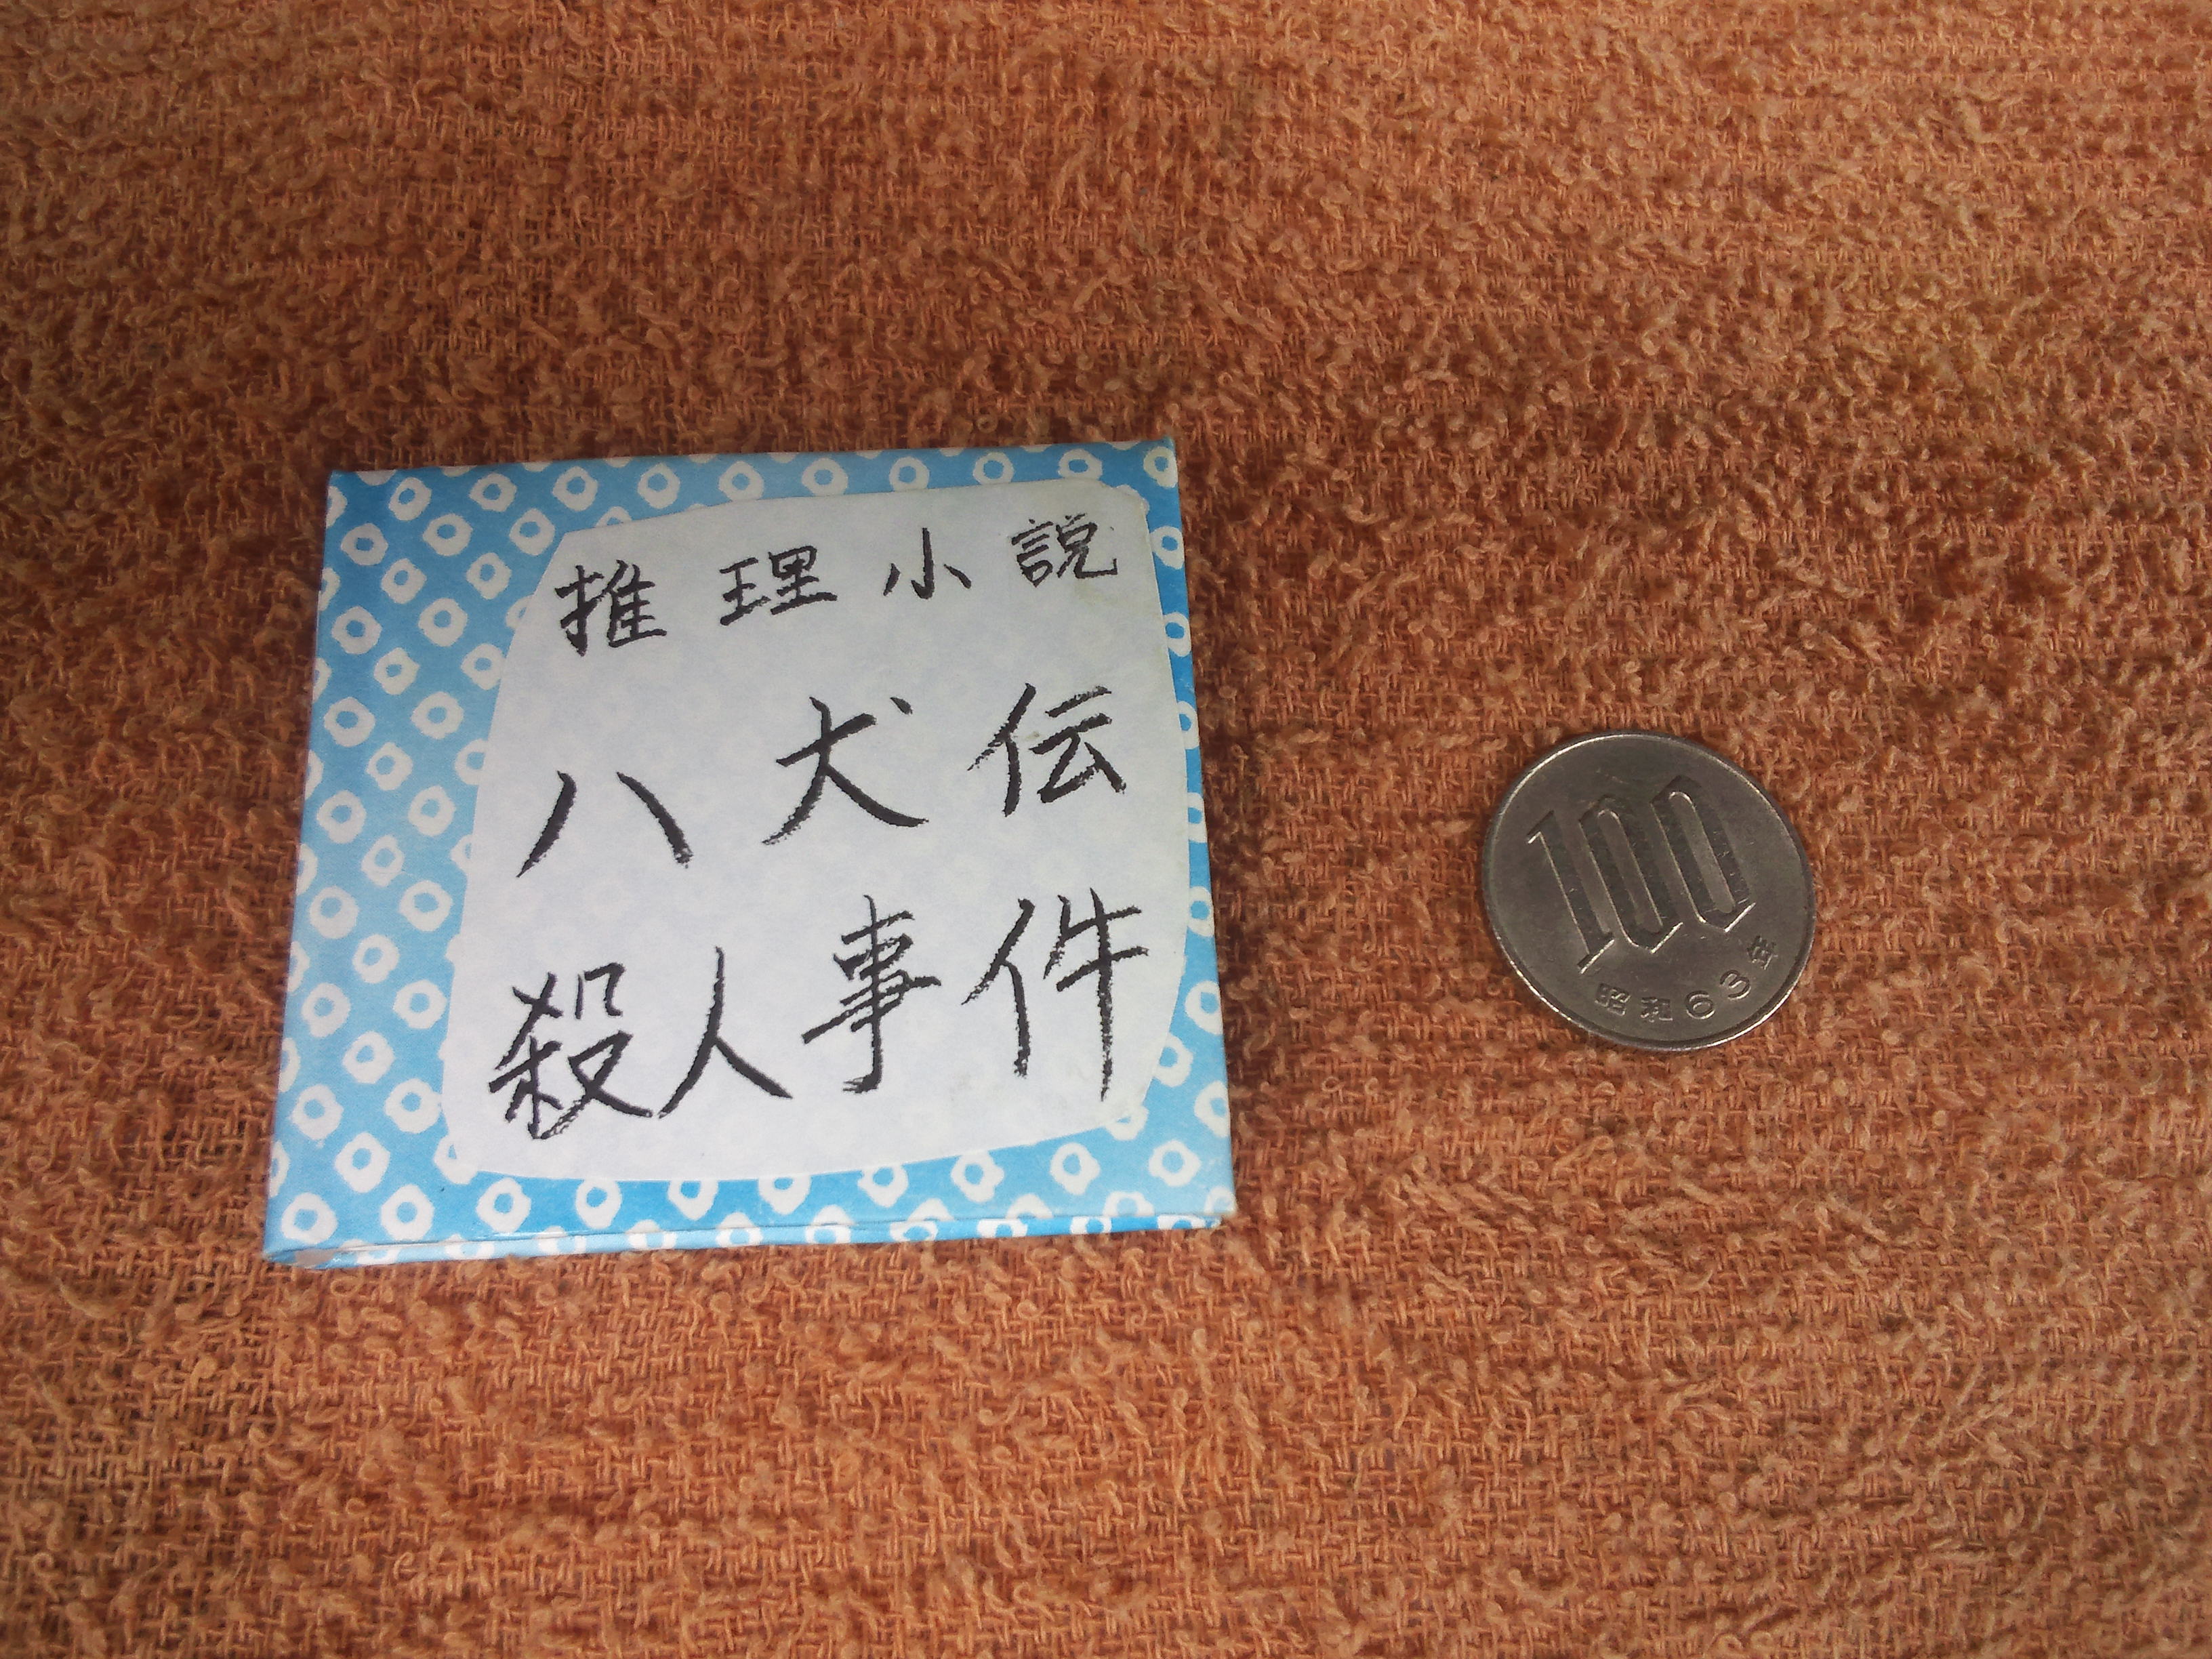 推理小説
八犬伝
殺人事件
100
昭和63年